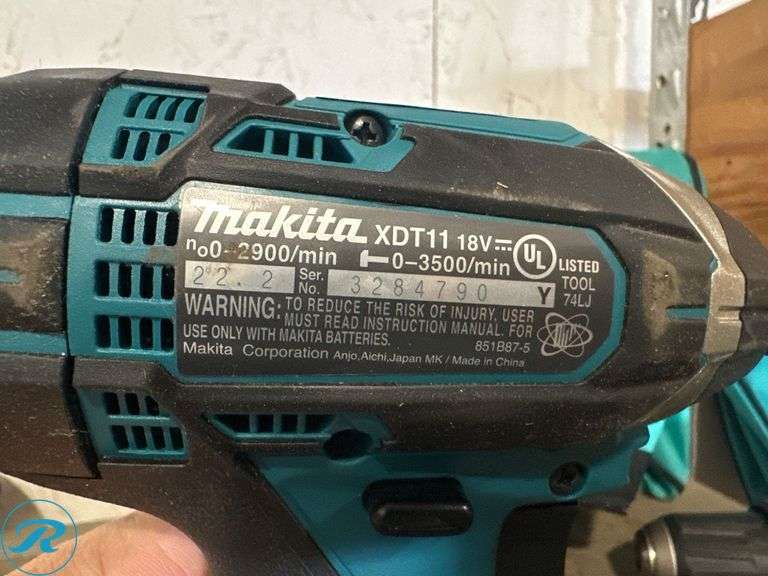 makita XDT11 18V
n₀0-2900/min 0-3500/min
UL LISTED
TOOL
74LJ
22.2 Ser. No. 3284790 Y
WARNING: TO REDUCE THE RISK OF INJURY, USER
MUST READ INSTRUCTION MANUAL. FOR
USE ONLY WITH MAKITA BATTERIES.
851B87-5
Makita Corporation Anjo,Aichi,Japan MK / Made in China
R